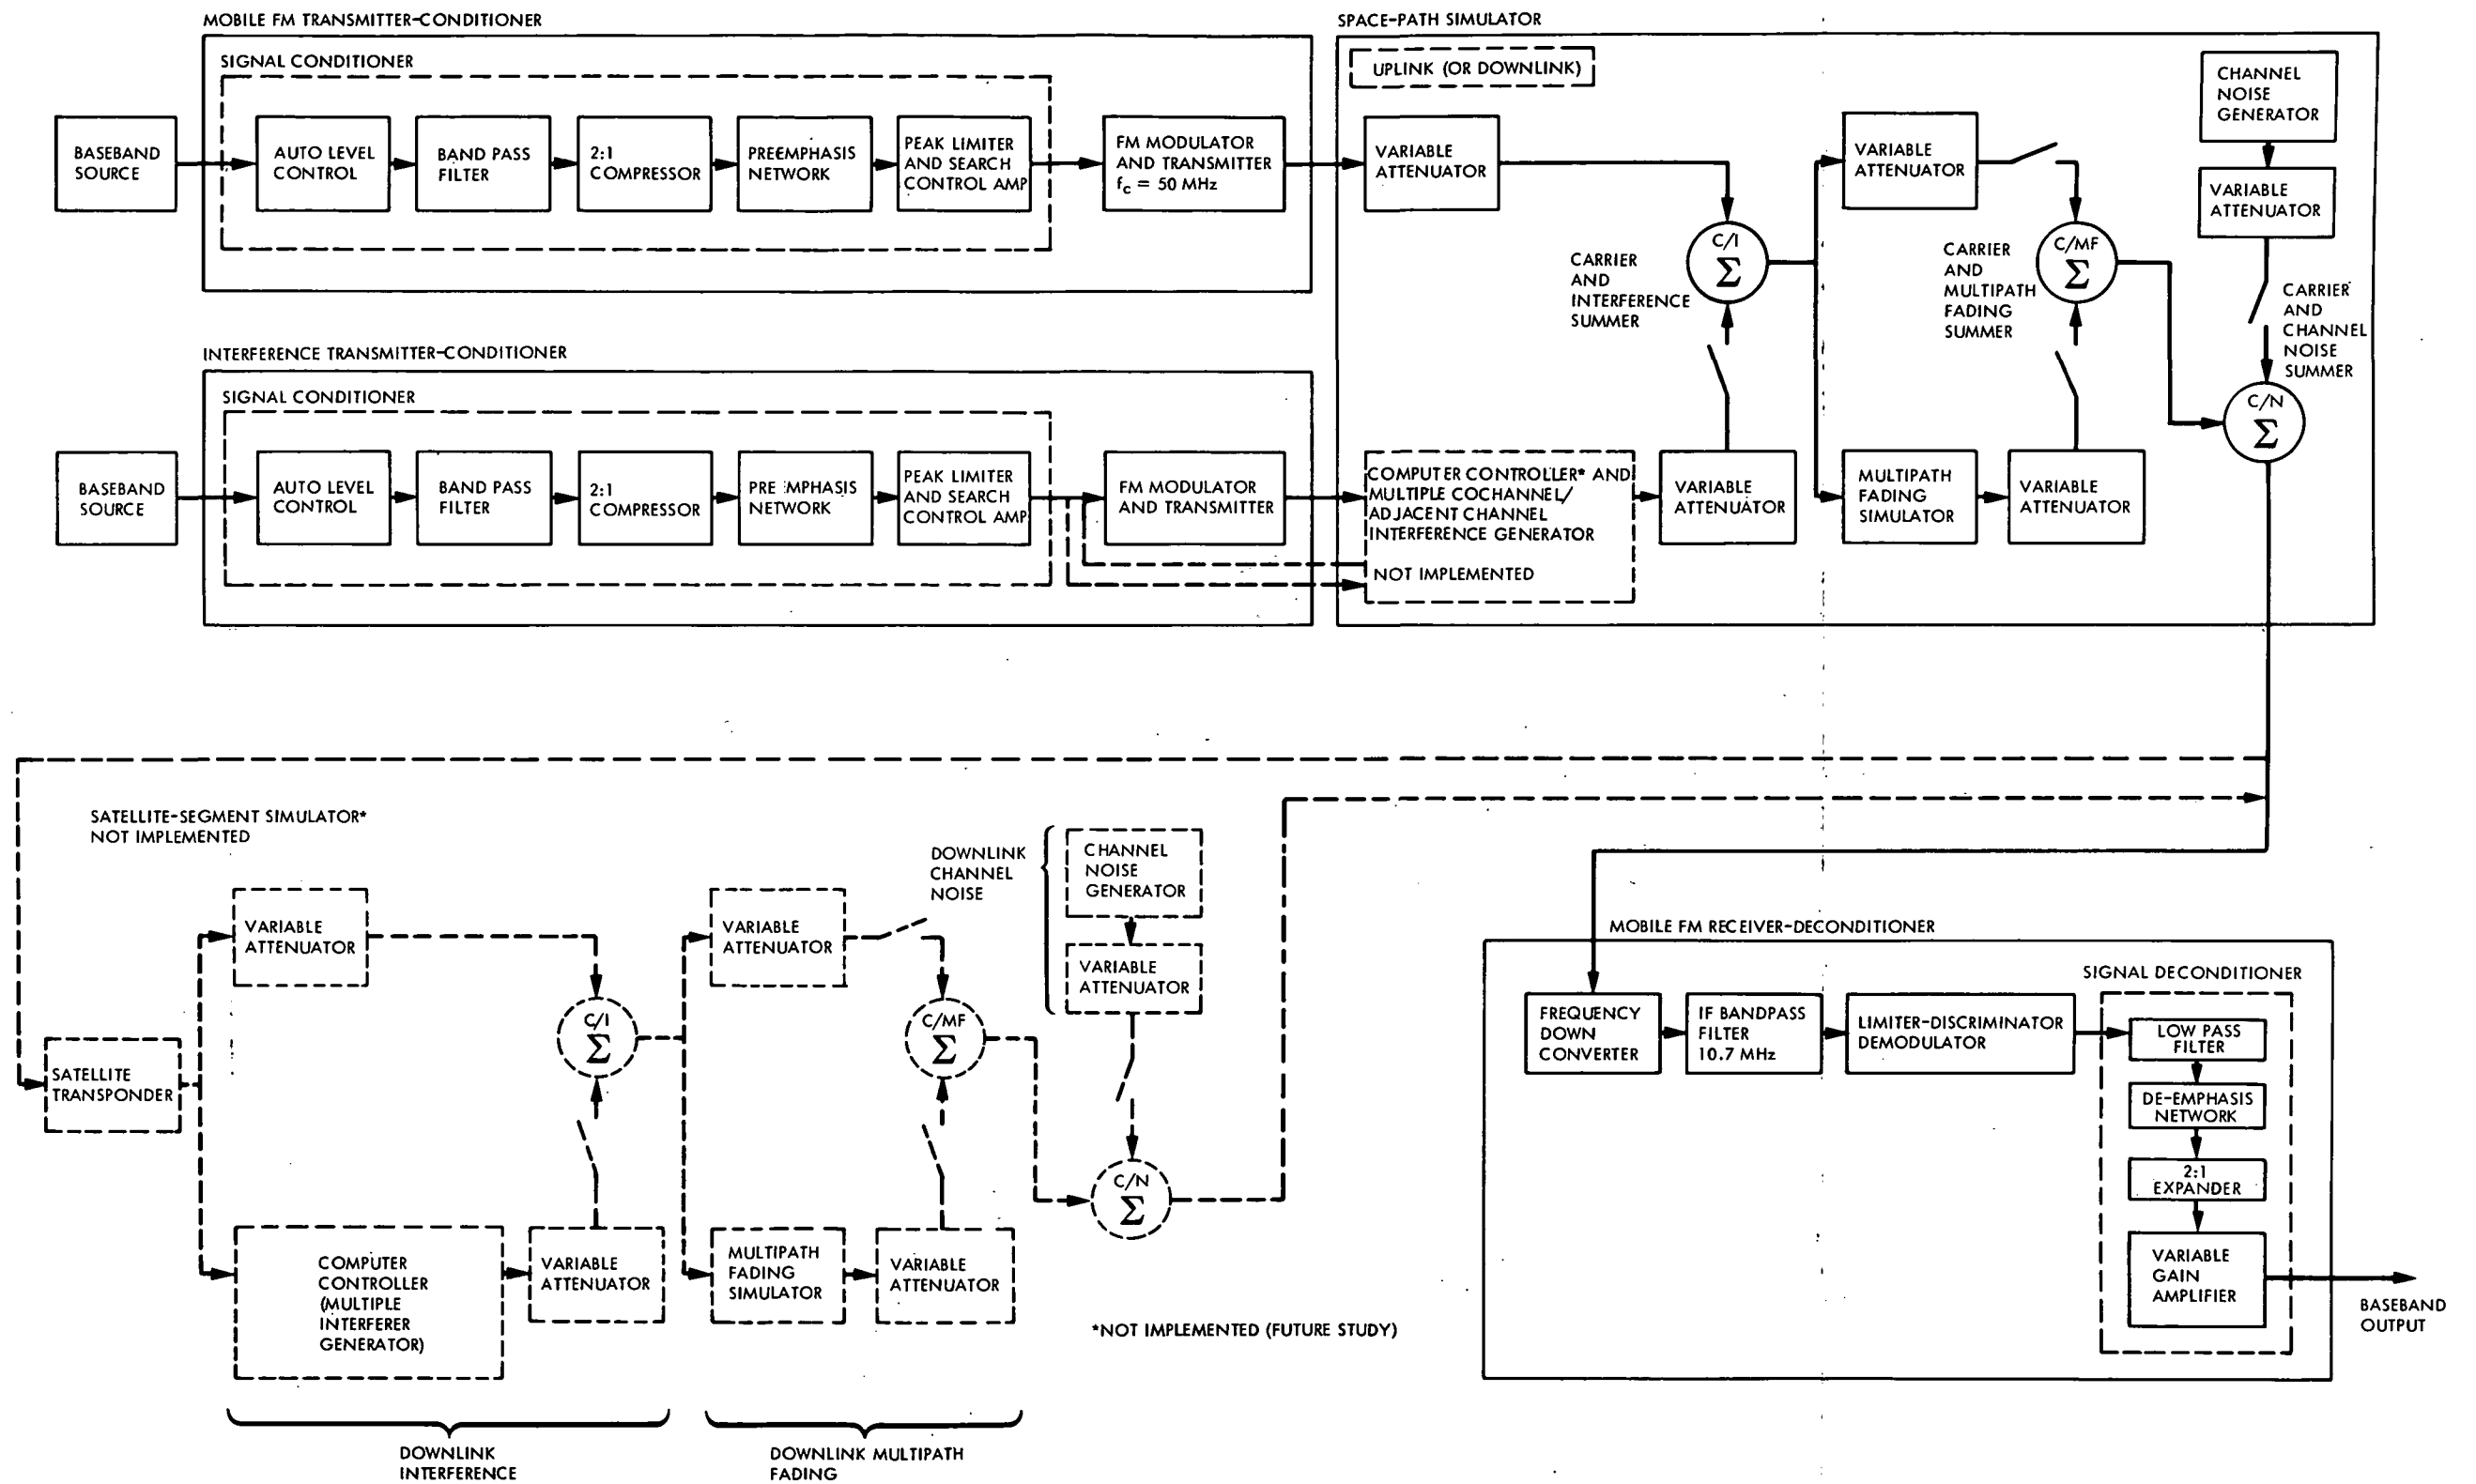 MOBILE FM TRANSMITTER-CONDITIONER
SIGNAL CONDITIONER
BASEBAND
SOURCE
AUTO LEVEL
CONTROL
BAND PASS
FILTER
2:1
COMPRESSOR
PREEMPHASIS
NETWORK
PEAK LIMITER
AND SEARCH
CONTROL AMP
FM MODULATOR
AND TRANSMITTER
fc = 50 MHz
SPACE-PATH SIMULATOR
UPLINK (OR DOWNLINK)
VARIABLE
ATTENUATOR
C/I
Σ
CARRIER
AND
INTERFERENCE
SUMMER
VARIABLE
ATTENUATOR
C/MF
Σ
CARRIER
AND
MULTIPATH
FADING
SUMMER
CHANNEL
NOISE
GENERATOR
VARIABLE
ATTENUATOR
CARRIER
AND
CHANNEL
NOISE
SUMMER
C/N
Σ
INTERFERENCE TRANSMITTER-CONDITIONER
SIGNAL CONDITIONER
BASEBAND
SOURCE
AUTO LEVEL
CONTROL
BAND PASS
FILTER
2:1
COMPRESSOR
PRE MPHASIS
NETWORK
PEAK LIMITER
AND SEARCH
CONTROL AMP
FM MODULATOR
AND TRANSMITTER
COMPUTER CONTROLLER* AND
MULTIPLE COCHANNEL/
ADJACENT CHANNEL
INTERFERENCE GENERATOR
NOT IMPLEMENTED
VARIABLE
ATTENUATOR
MULTIPATH
FADING
SIMULATOR
VARIABLE
ATTENUATOR
SATELLITE-SEGMENT SIMULATOR*
NOT IMPLEMENTED
SATELLITE
TRANSPONDER
VARIABLE
ATTENUATOR
C/I
Σ
COMPUTER
CONTROLLER
(MULTIPLE
INTERFERER
GENERATOR)
VARIABLE
ATTENUATOR
VARIABLE
ATTENUATOR
C/MF
Σ
MULTIPATH
FADING
SIMULATOR
VARIABLE
ATTENUATOR
DOWNLINK
CHANNEL
NOISE
CHANNEL
NOISE
GENERATOR
VARIABLE
ATTENUATOR
C/N
Σ
*NOT IMPLEMENTED (FUTURE STUDY)
DOWNLINK
INTERFERENCE
DOWNLINK MULTIPATH
FADING
MOBILE FM RECEIVER-DECONDITIONER
FREQUENCY
DOWN
CONVERTER
IF BANDPASS
FILTER
10.7 MHz
LIMITER-DISCRIMINATOR
DEMODULATOR
SIGNAL DECONDITIONER
LOW PASS
FILTER
DE-EMPHASIS
NETWORK
2:1
EXPANDER
VARIABLE
GAIN
AMPLIFIER
BASEBAND
OUTPUT